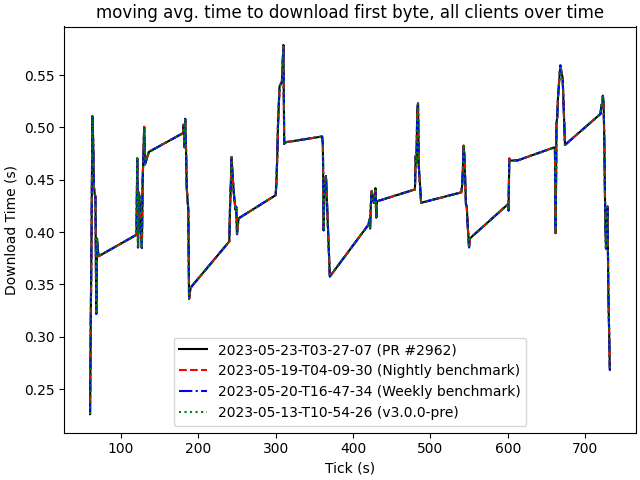 moving avg. time to download first byte, all clients over time
Download Time (s)
0.55
0.50
0.45
0.40
0.35
0.30
0.25
2023-05-23-T03-27-07 (PR #2962)
2023-05-19-T04-09-30 (Nightly benchmark)
2023-05-20-T16-47-34 (Weekly benchmark)
2023-05-13-T10-54-26 (v3.0.0-pre)
100 200 300 400 500 600 700
Tick (s)